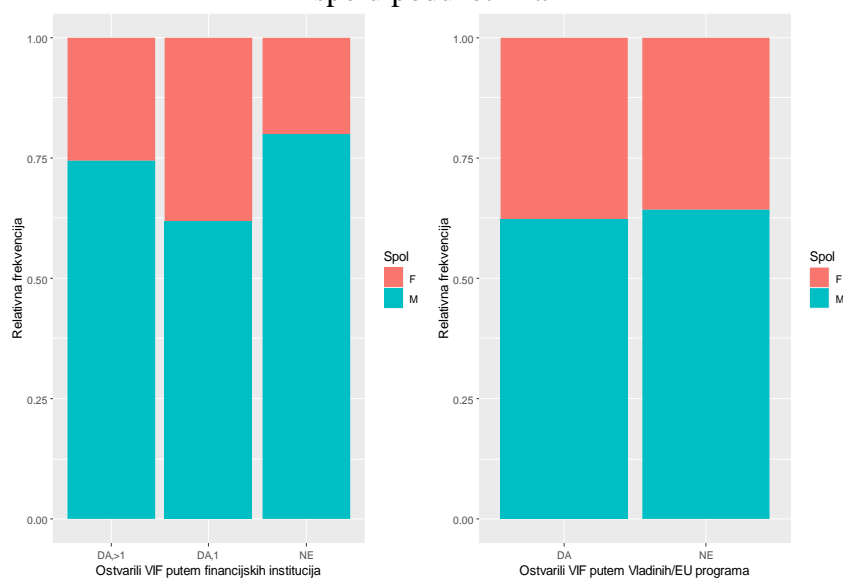 1.00
0.75
0.50
0.25
0.00
Relativna frekvencija
DA,>1
DA,1
NE
Ostvarili VIF putem financijskih institucija
Spol
F
M
1.00
0.75
0.50
0.25
0.00
Relativna frekvencija
DA
NE
Ostvarili VIF putem Vladinih/EU programa
Spol
F
M